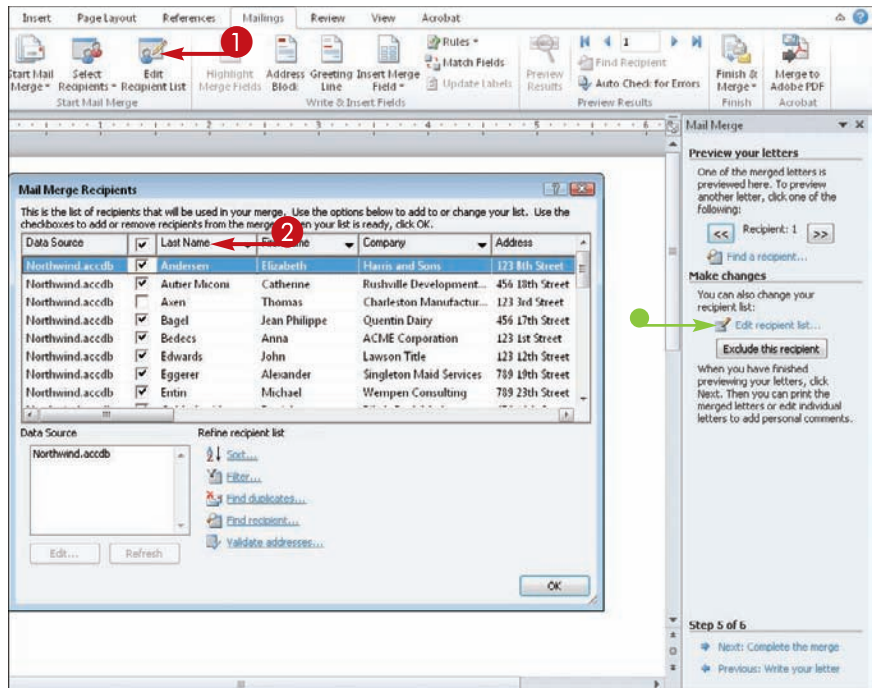 Insert Page Layout References Mailings Review View Acrobat
1
Start Mail Merge Select Recipients Edit Recipient List
Highlight Merge Fields Address Block Greeting Line Insert Merge Field
Rules
Match Fields
Update Labels
Preview Results
1
Find Recipient
Auto Check for Errors
Finish & Merge
Merge to Adobe PDF
Start Mail Merge Write & Insert Fields Preview Results Finish Acrobat
1 2 3 4 5 6
Mail Merge
Preview your letters
One of the merged letters is
previewed here. To preview
another letter, click one of the
following:
<< Recipient: 1 >>
Find a recipient...
Make changes
You can also change your
recipient list:
Edit recipient list...
Exclude this recipient
When you have finished
previewing your letters, click
Next. Then you can print the
merged letters or edit individual
letters to add personal comments.
Step 5 of 6
Next: Complete the merge
Previous: Write your letter
Mail Merge Recipients
This is the list of recipients that will be used in your merge. Use the options below to add to or change your list. Use the
checkboxes to add or remove recipients from the your list is ready, click OK.
2
Data Source Last Name Company Address
Northwind.accdb Andersen Elizabeth Harris and Sons 123 8th Street
Northwind.accdb Autier Miconi Catherine Rushville Development... 456 18th Street
Northwind.accdb Axen Thomas Charleston Manufactur... 123 3rd Street
Northwind.accdb Bagel Jean Philippe Quentin Dairy 456 17th Street
Northwind.accdb Bedecs Anna ACME Corporation 123 1st Street
Northwind.accdb Edwards John Lawson Title 123 12th Street
Northwind.accdb Eggerer Alexander Singleton Maid Services 789 19th Street
Northwind.accdb Entin Michael Wempen Consulting 789 23th Street
Data Source Refine recipient list
Northwind.accdb
Sort...
Filter...
Find duplicates...
Find recipient...
Validate addresses...
Edit... Refresh
OK